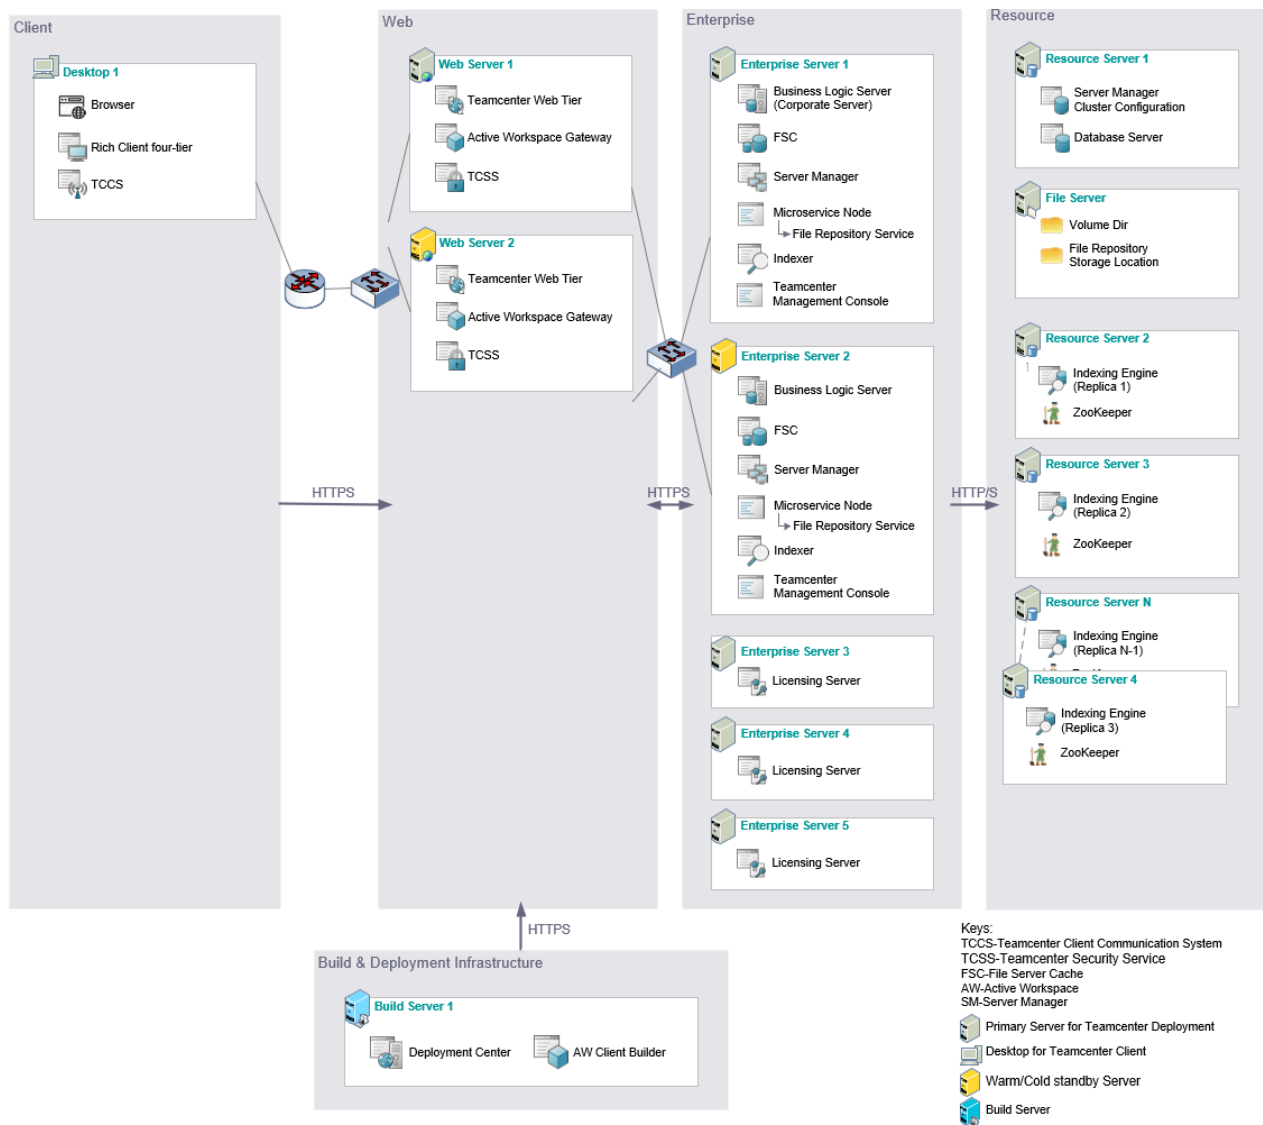 Client
Desktop 1
Browser
Rich Client four-tier
TCCS
Web
Web Server 1
Teamcenter Web Tier
Active Workspace Gateway
TCSS
Web Server 2
Teamcenter Web Tier
Active Workspace Gateway
TCSS
Enterprise
Enterprise Server 1
Business Logic Server
(Corporate Server)
FSC
Server Manager
Microservice Node
File Repository Service
Indexer
Teamcenter
Management Console
Enterprise Server 2
Business Logic Server
FSC
Server Manager
Microservice Node
File Repository Service
Indexer
Teamcenter
Management Console
Enterprise Server 3
Licensing Server
Enterprise Server 4
Licensing Server
Enterprise Server 5
Licensing Server
Resource
Resource Server 1
Server Manager
Cluster Configuration
Database Server
File Server
Volume Dir
File Repository
Storage Location
Resource Server 2
Indexing Engine
(Replica 1)
ZooKeeper
Resource Server 3
Indexing Engine
(Replica 2)
ZooKeeper
Resource Server N
Indexing Engine
(Replica N-1)
Resource Server 4
Indexing Engine
(Replica 3)
ZooKeeper
HTTPS
HTTPS
HTTP/S
HTTPS
Build & Deployment Infrastructure
Build Server 1
Deployment Center
AW Client Builder
Keys:
TCCS-Teamcenter Client Communication System
TCSS-Teamcenter Security Service
FSC-File Server Cache
AW-Active Workspace
SM-Server Manager
Primary Server for Teamcenter Deployment
Desktop for Teamcenter Client
Warm/Cold standby Server
Build Server